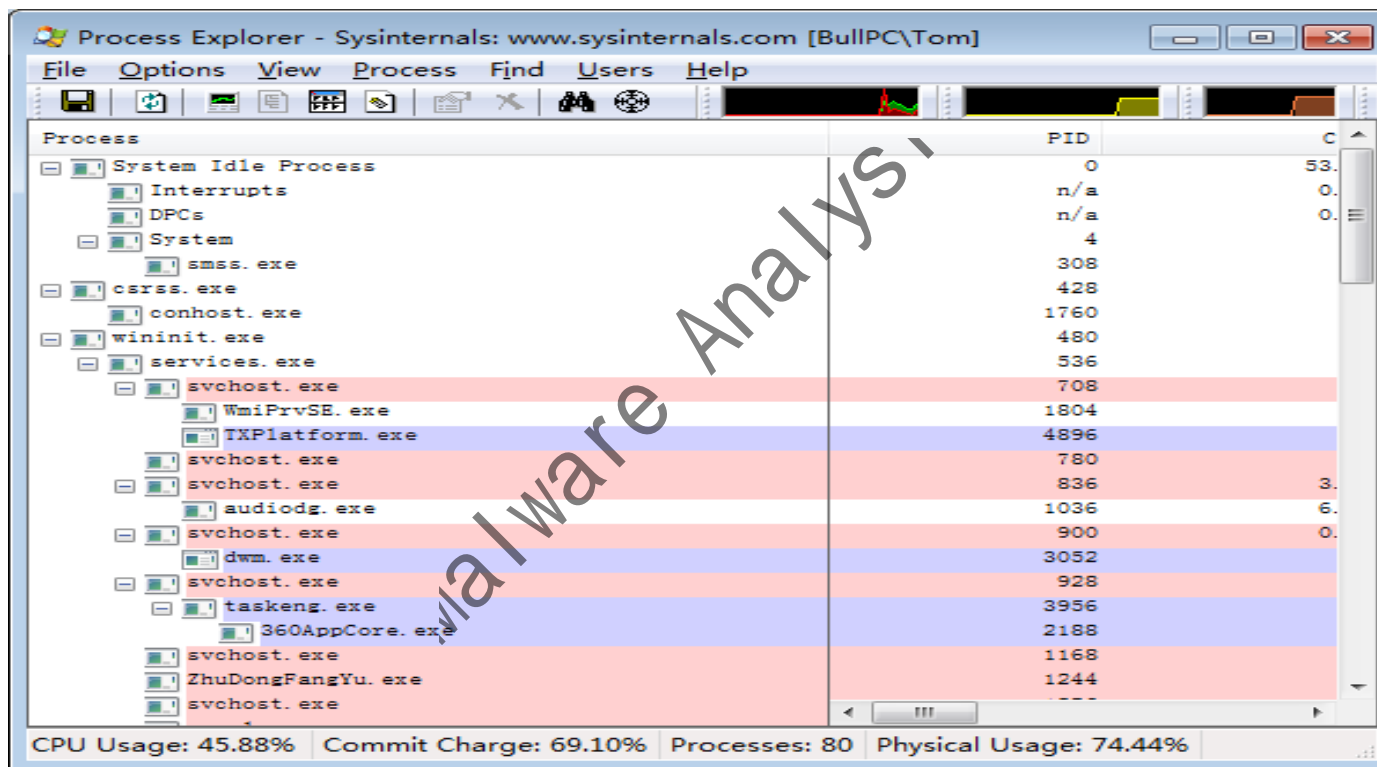 Process Explorer - Sysinternals: www.sysinternals.com [BullPC\Tom]
File Options View Process Find Users Help
Process PID C
System Idle Process 0 53.
Interrupts n/a 0.
DPCs n/a 0.
System 4
smss.exe 308
csrss.exe 428
conhost.exe 1760
wininit.exe 480
services.exe 536
svchost.exe 708
WmiPrvSE.exe 1804
TXPlatform.exe 4896
svchost.exe 780
svchost.exe 836 3.
audiodg.exe 1036 6.
svchost.exe 900 0.
dwm.exe 3052
svchost.exe 928
taskeng.exe 3956
360AppCore.exe 2188
svchost.exe 1168
ZhuDongFangYu.exe 1244
svchost.exe
CPU Usage: 45.88% Commit Charge: 69.10% Processes: 80 Physical Usage: 74.44%
Malware Analys